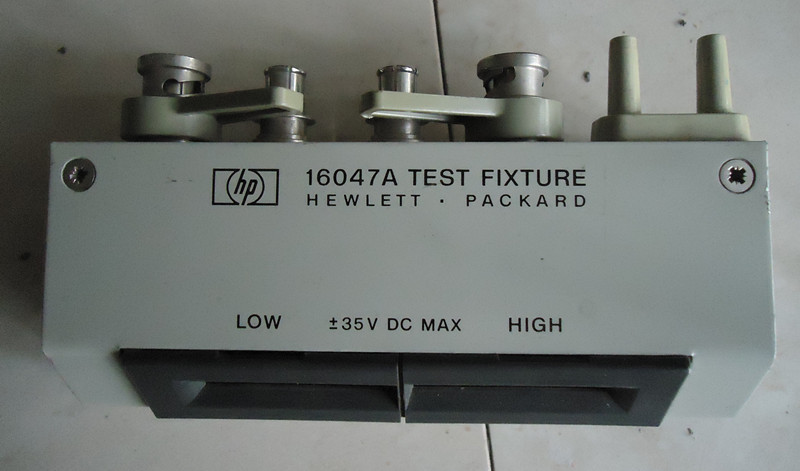 hp 16047A TEST FIXTURE
HEWLETT · PACKARD
LOW ±35V DC MAX HIGH